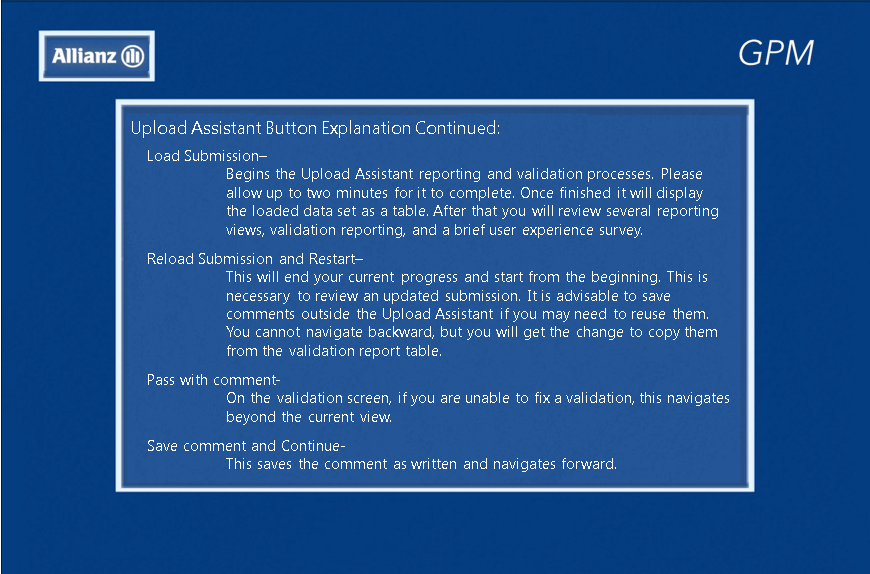 Allianz
GPM
Upload Assistant Button Explanation Continued:
Load Submission–
Begins the Upload Assistant reporting and validation processes. Please
allow up to two minutes for it to complete. Once finished it will display
the loaded data set as a table. After that you will review several reporting
views, validation reporting, and a brief user experience survey.
Reload Submission and Restart–
This will end your current progress and start from the beginning. This is
necessary to review an updated submission. It is advisable to save
comments outside the Upload Assistant if you may need to reuse them.
You cannot navigate backward, but you will get the change to copy them
from the validation report table.
Pass with comment-
On the validation screen, if you are unable to fix a validation, this navigates
beyond the current view.
Save comment and Continue-
This saves the comment as written and navigates forward.